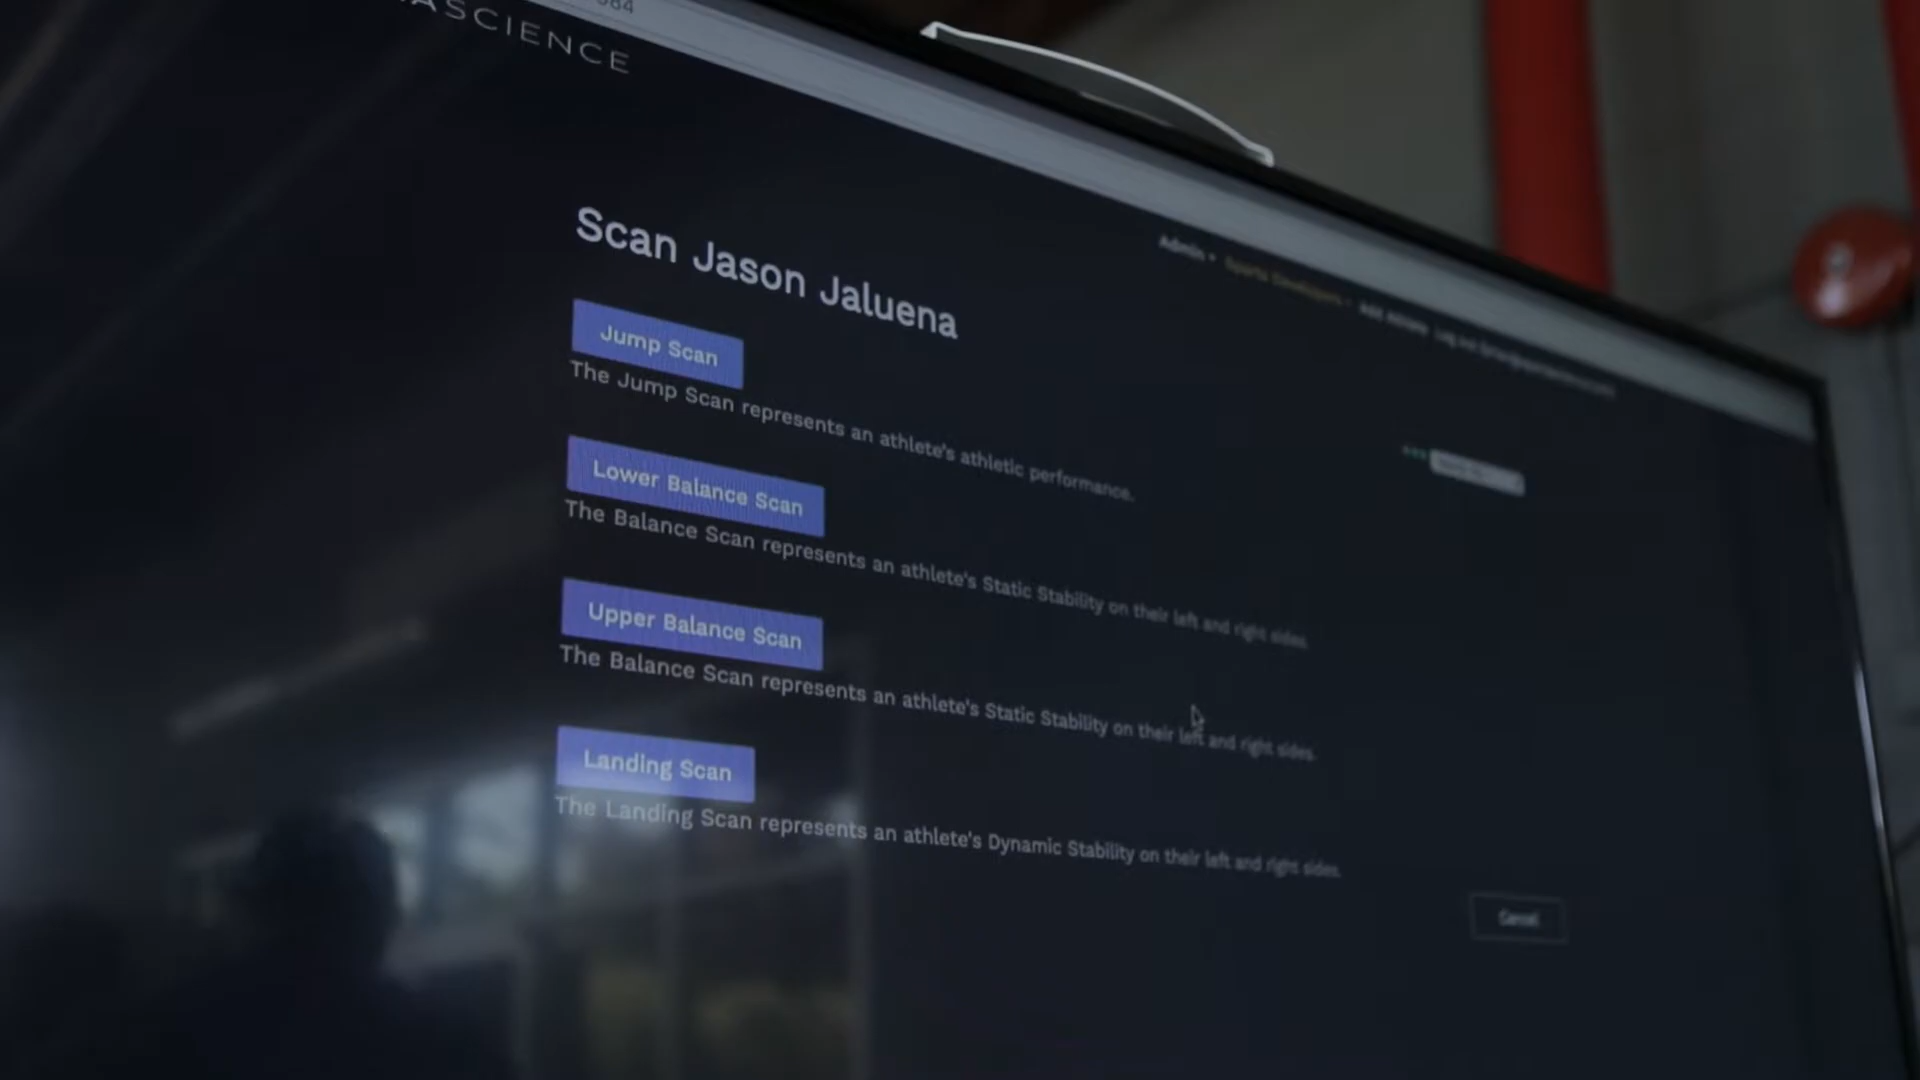 ASCIENCE
Admin
Scan Jason Jaluena
Jump Scan
The Jump Scan represents an athlete's athletic performance.
Lower Balance Scan
The Balance Scan represents an athlete's Static Stability on their left and right sides.
Upper Balance Scan
The Balance Scan represents an athlete's Static Stability on their left and right sides.
Landing Scan
The Landing Scan represents an athlete's Dynamic Stability on their left and right sides.
Cancel